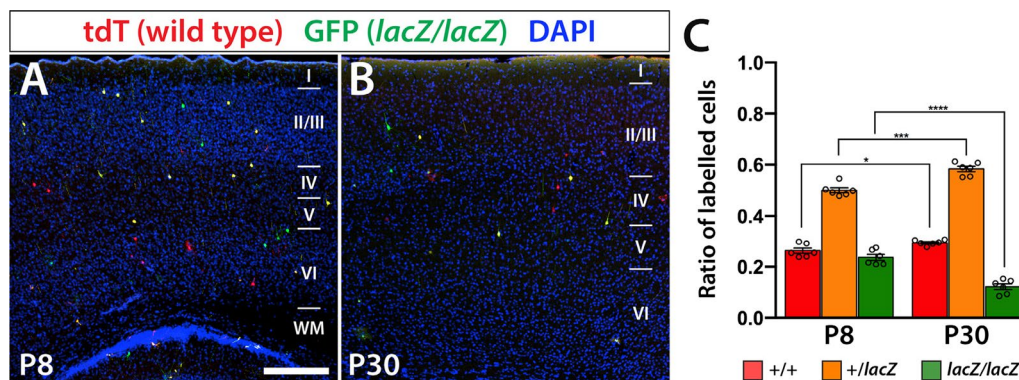 tdT (wild type) GFP (lacZ/lacZ) DAPI
A
I
II/III
IV
V
VI
WM
P8
B
I
II/III
IV
V
VI
P30
C
Ratio of labelled cells
1.0
0.8
0.6
0.4
0.2
0.0
****
***
*
P8 P30
+/+ +/lacZ lacZ/lacZ